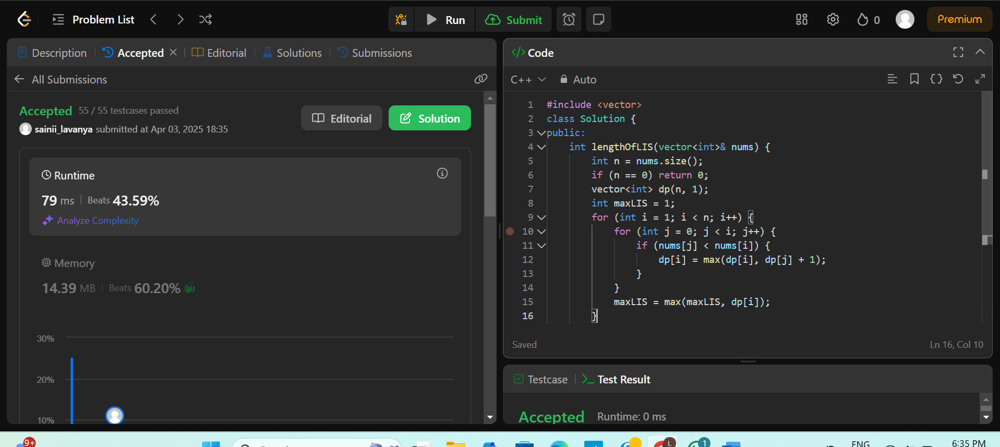 Problem List
Run
Submit
0
Premium
Description
Accepted
Editorial
Solutions
Submissions
All Submissions
Accepted 55 / 55 testcases passed
sainii_lavanya submitted at Apr 03, 2025 18:35
Editorial
Solution
Runtime
79 ms Beats 43.59%
Analyze Complexity
Memory
14.39 MB Beats 60.20%
30%
20%
10%
</> Code
C++
Auto
1 #include <vector>
2 class Solution {
3 public:
4 int lengthOfLIS(vector<int>& nums) {
5 int n = nums.size();
6 if (n == 0) return 0;
7 vector<int> dp(n, 1);
8 int maxLIS = 1;
9 for (int i = 1; i < n; i++) {
10 for (int j = 0; j < i; j++) {
11 if (nums[j] < nums[i]) {
12 dp[i] = max(dp[i], dp[j] + 1);
13 }
14 }
15 maxLIS = max(maxLIS, dp[i]);
16 }
Saved
Ln 16, Col 10
Testcase
Test Result
Accepted Runtime: 0 ms
9+
L
1
ENG
6:35 PM